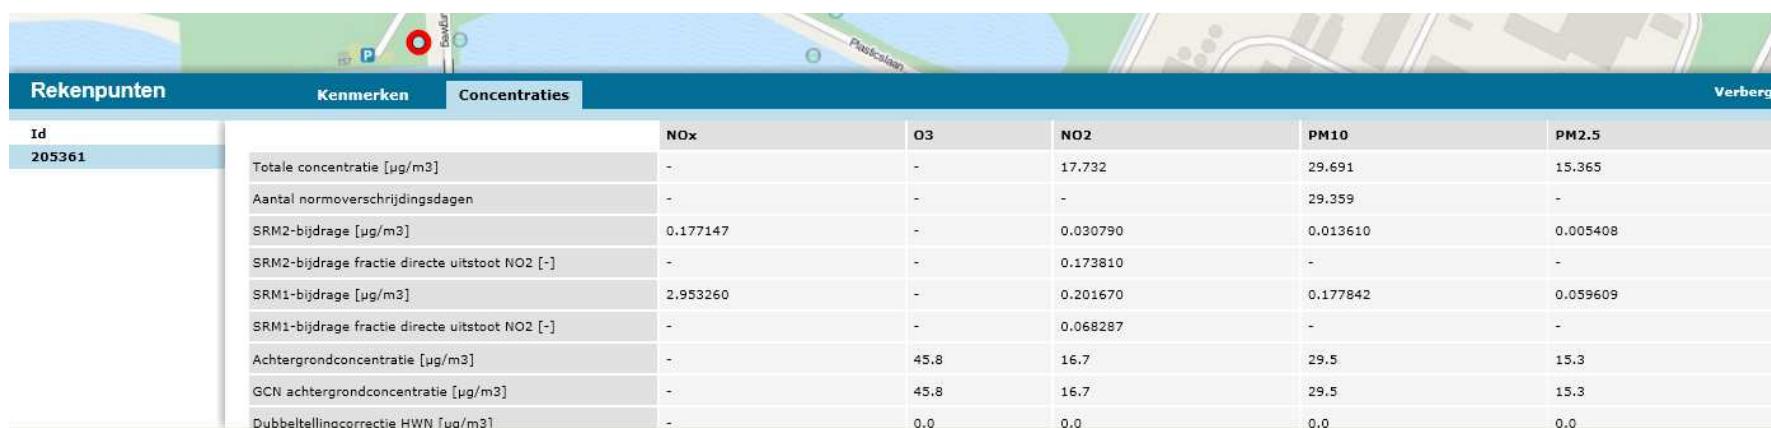 157 P
Plasticslaan
Rekenpunten Kenmerken Concentraties Verberg
Id NOx O3 NO2 PM10 PM2.5
205361
Totale concentratie [µg/m3] - - 17.732 29.691 15.365
Aantal normoverschrijdingsdagen - - - 29.359 -
SRM2-bijdrage [µg/m3] 0.177147 - 0.030790 0.013610 0.005408
SRM2-bijdrage fractie directe uitstoot NO2 [-] - - 0.173810 - -
SRM1-bijdrage [µg/m3] 2.953260 - 0.201670 0.177842 0.059609
SRM1-bijdrage fractie directe uitstoot NO2 [-] - - 0.068287 - -
Achtergrondconcentratie [µg/m3] - 45.8 16.7 29.5 15.3
GCN achtergrondconcentratie [µg/m3] - 45.8 16.7 29.5 15.3
Dubbeltellingcorrectie HWN [µg/m3] - 0.0 0.0 0.0 0.0